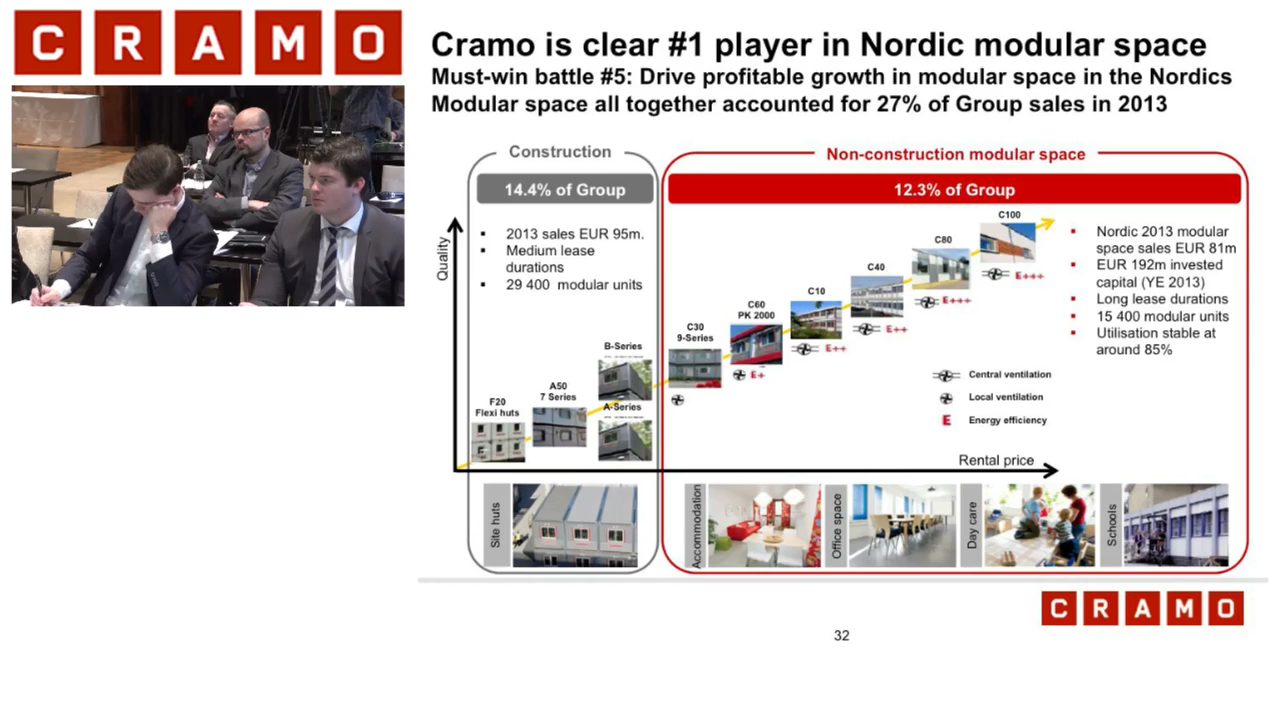 CRAMO
Cramo is clear #1 player in Nordic modular space
Must-win battle #5: Drive profitable growth in modular space in the Nordics
Modular space all together accounted for 27% of Group sales in 2013
Construction
14.4% of Group
2013 sales EUR 95m.
Medium lease
durations
29 400 modular units
Non-construction modular space
12.3% of Group
Nordic 2013 modular
space sales EUR 81m
EUR 192m invested
capital (YE 2013)
Long lease durations
15 400 modular units
Utilisation stable at
around 85%
Quality
F20
Flexi huts
A50
7 Series
B-Series
A-Series
C30
9-Series
C60
PK 2000
E+
C10
E++
C40
E++
C80
E+++
C100
E+++
Central ventilation
Local ventilation
E Energy efficiency
Rental price
Site huts
Accommodation
Office space
Day care
Schools
CRAMO
32